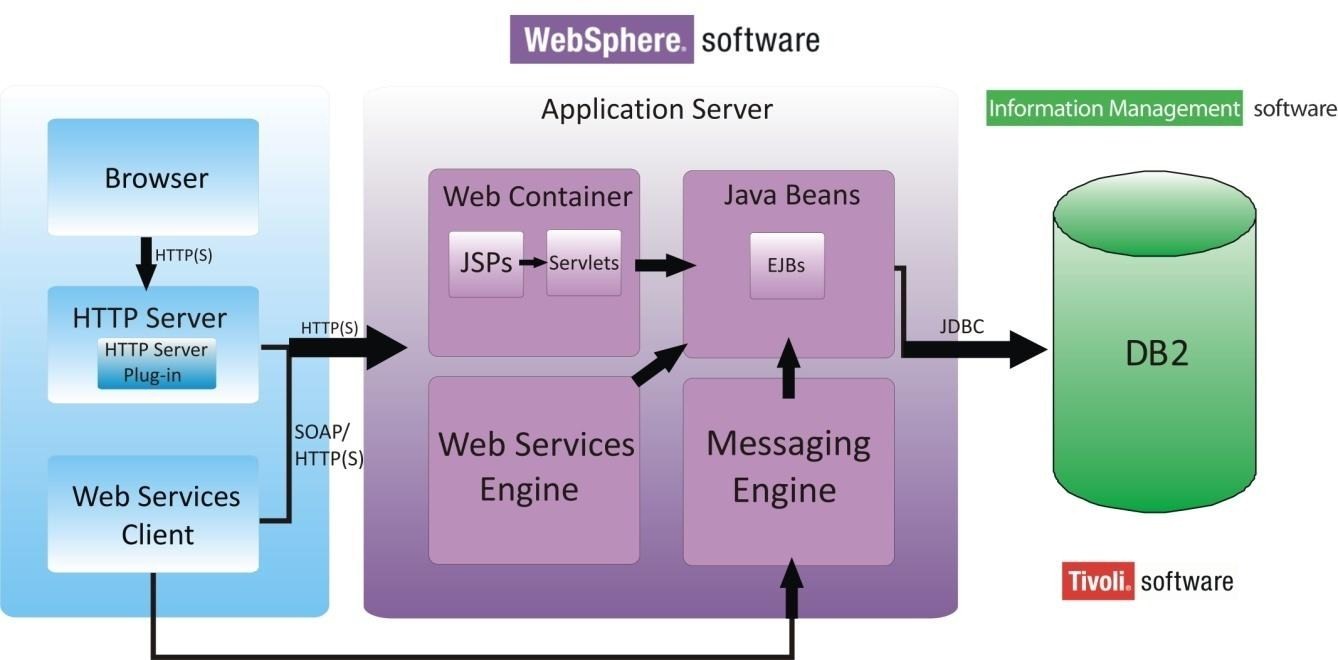 WebSphere. software
Application Server
Information Management software
Browser
HTTP(S)
HTTP Server
HTTP Server
Plug-in
HTTP(S)
SOAP/
HTTP(S)
Web Services
Client
Web Container
JSPs
Servlets
Java Beans
EJBs
Web Services
Engine
Messaging
Engine
JDBC
DB2
Tivoli. software